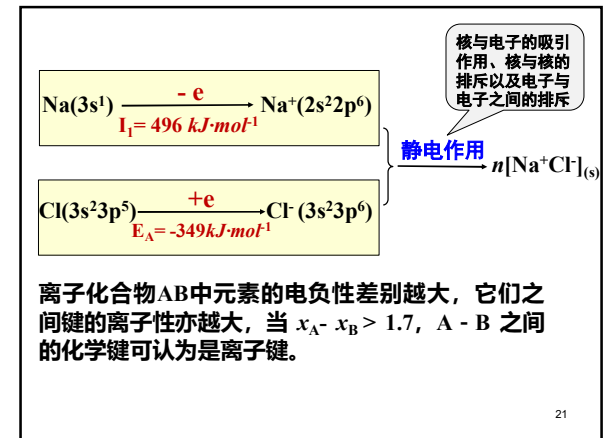 核与电子的吸引
作用、核与核的
排斥以及电子与
电子之间的排斥
Na(3s¹) - e Na⁺(2s²2p⁶)
I₁= 496 kJ·mol⁻¹
静电作用
n[Na⁺Cl⁻]₍s₎
Cl(3s²3p⁵) +e Cl⁻ (3s²3p⁶)
E_A= -349kJ·mol⁻¹
离子化合物AB中元素的电负性差别越大，它们之
间键的离子性亦越大，当 x_A- x_B > 1.7，A - B 之间
的化学键可认为是离子键。
21